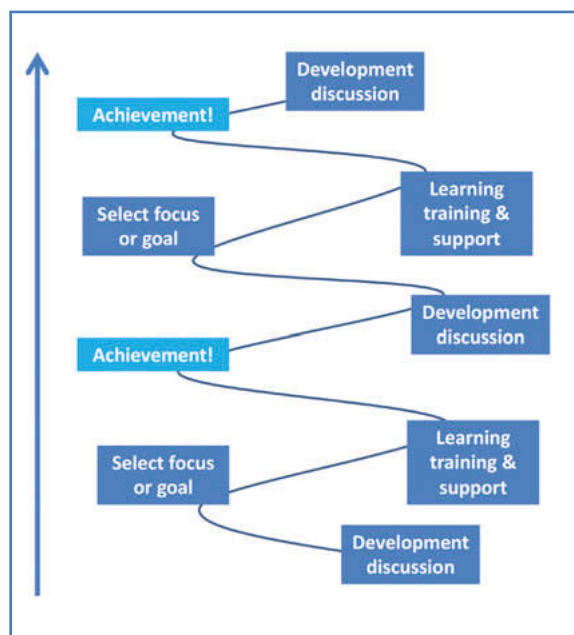 Development
discussion
Achievement!
Learning
training &
support
Select focus
or goal
Development
discussion
Achievement!
Learning
training &
support
Select focus
or goal
Development
discussion